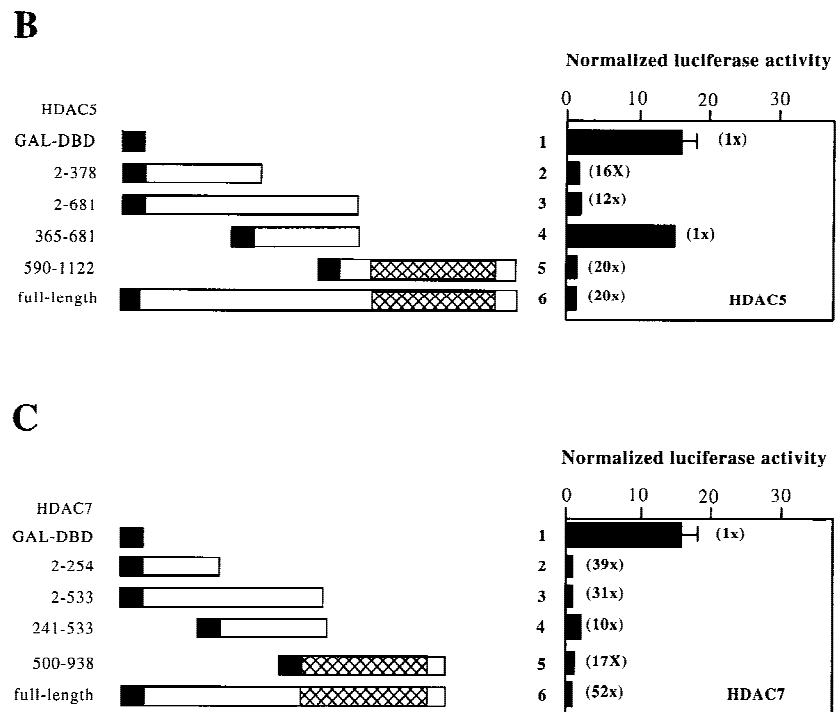 B
Normalized luciferase activity
0 10 20 30
HDAC5
GAL-DBD 1 (1x)
2-378 2 (16X)
2-681 3 (12x)
365-681 4 (1x)
590-1122 5 (20x)
full-length 6 (20x)
HDAC5
C
Normalized luciferase activity
0 10 20 30
HDAC7
GAL-DBD 1 (1x)
2-254 2 (39x)
2-533 3 (31x)
241-533 4 (10x)
500-938 5 (17X)
full-length 6 (52x)
HDAC7